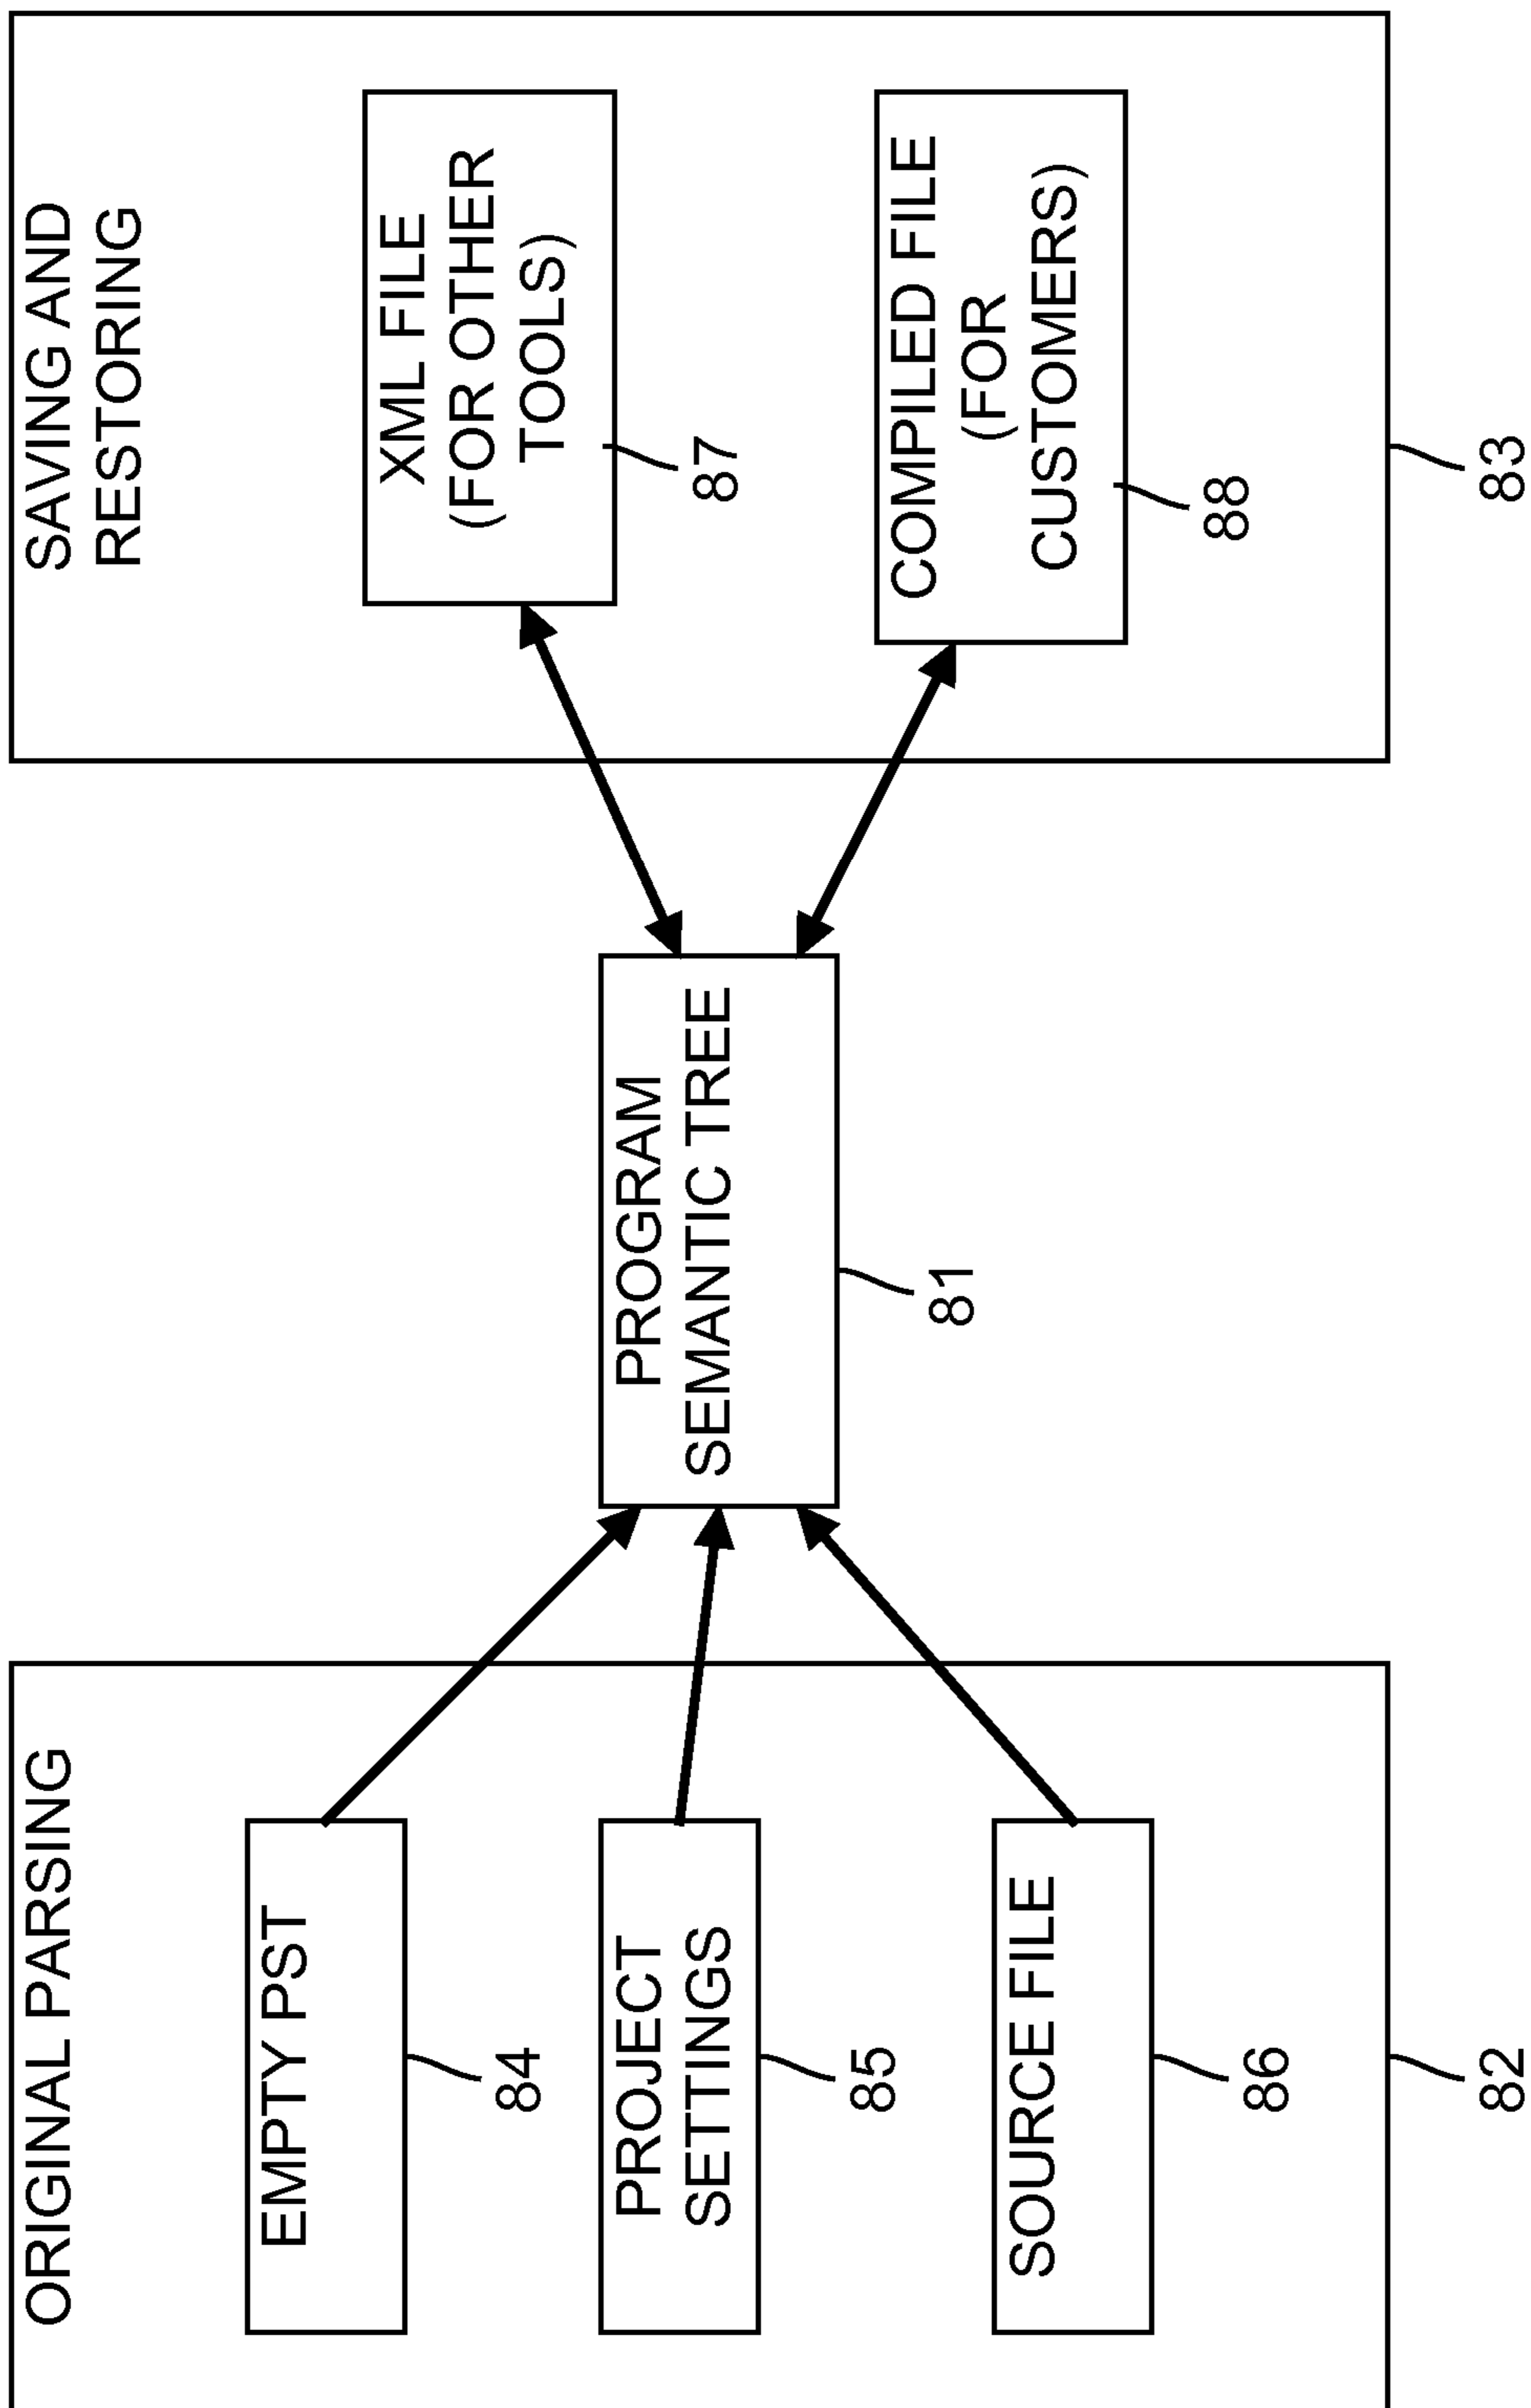 ORIGINAL PARSING
EMPTY PST
84
PROJECT
SETTINGS
85
SOURCE FILE
86
82
PROGRAM
SEMANTIC TREE
81
SAVING AND
RESTORING
XML FILE
(FOR OTHER
TOOLS)
87
COMPILED FILE
(FOR
CUSTOMERS)
88
83